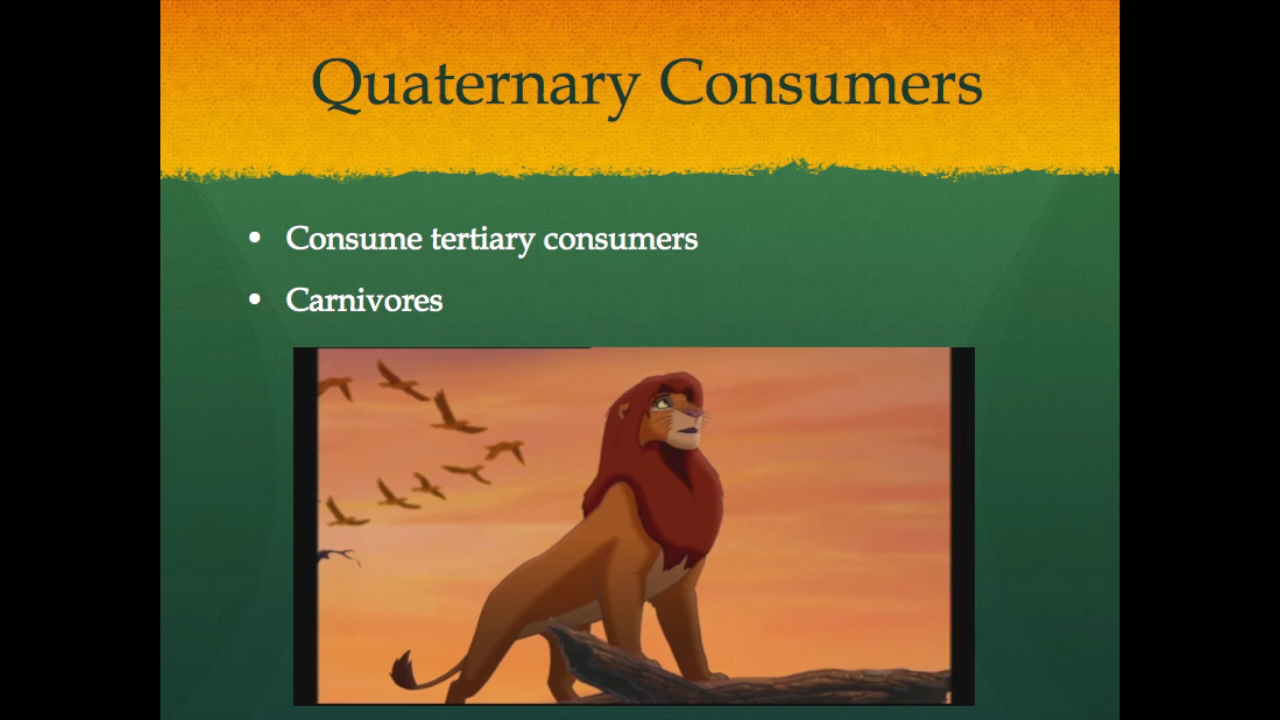 Quaternary Consumers
• Consume tertiary consumers
• Carnivores